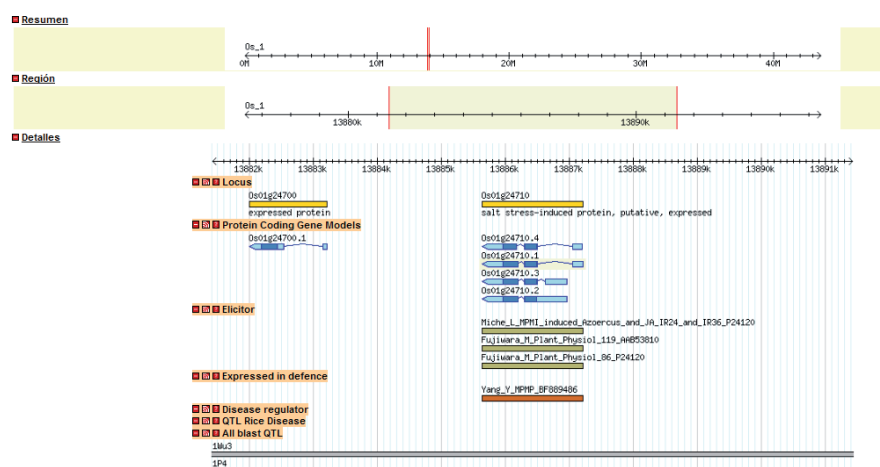 Resumen
Os_1
0M 10M 20M 30M 40M
Región
Os_1
13880k 13890k
Detalles
13882k 13883k 13884k 13885k 13886k 13887k 13888k 13889k 13890k 13891k
Locus
Os01g24700 Os01g24710
expressed protein salt stress-induced protein, putative, expressed
Protein Coding Gene Models
Os01g24700.1 Os01g24710.4
Os01g24710.1
Os01g24710.3
Os01g24710.2
Elicitor
Miche_L_MPMI_induced_Azoercus_and_JA_IR24_and_IR36_P24120
Fujiwara_M_Plant_Physiol_119_AAB53810
Fujiwara_M_Plant_Physiol_86_P24120
Expressed in defence
Yang_Y_MPMP_BF889486
Disease regulator
QTL Rice Disease
All blast QTL
1Wu3
1P4